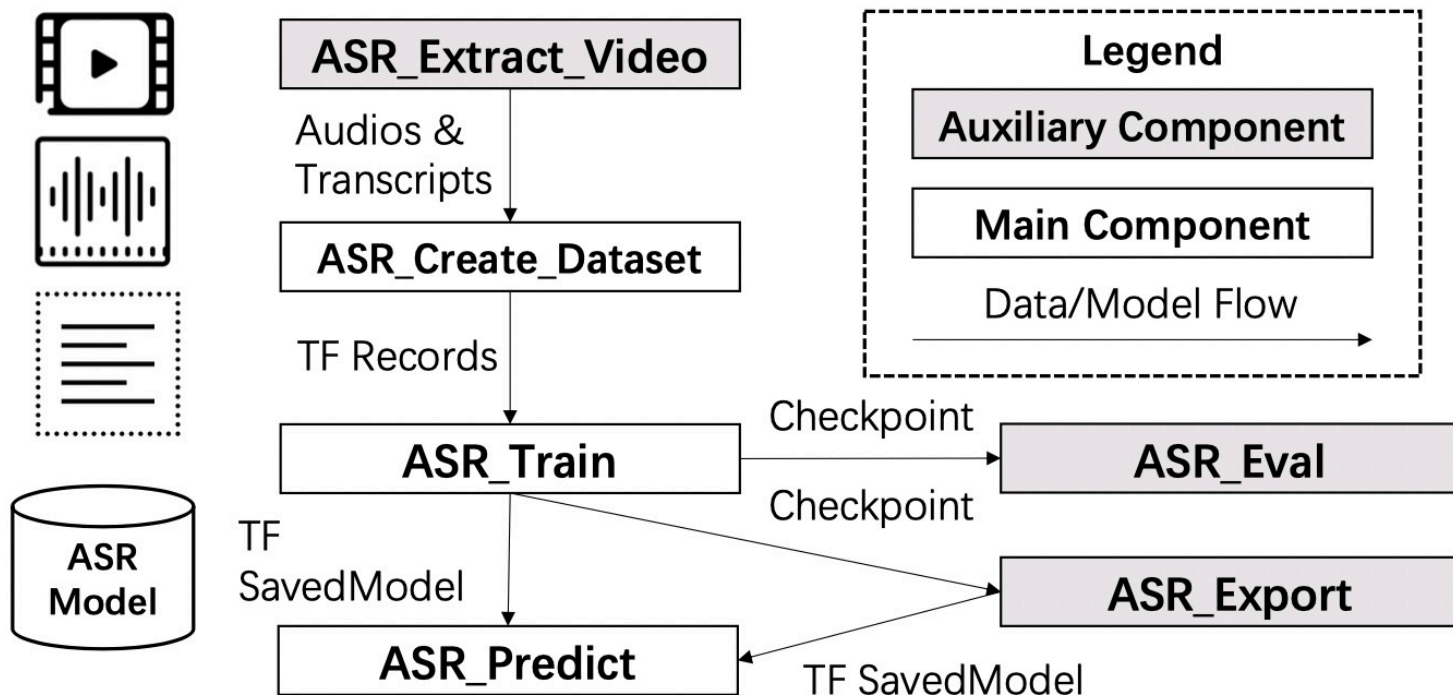 ASR_Extract_Video
Audios &
Transcripts
ASR_Create_Dataset
TF Records
ASR_Train
Checkpoint
ASR_Eval
Checkpoint
TF
SavedModel
ASR_Export
ASR_Predict
TF SavedModel
ASR
Model
Legend
Auxiliary Component
Main Component
Data/Model Flow